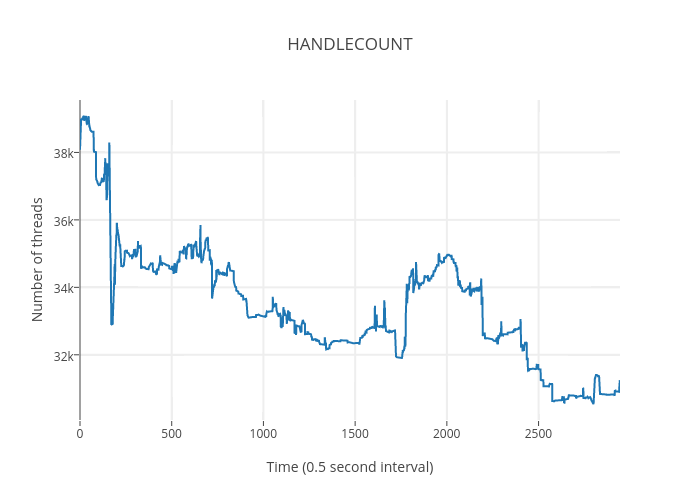 HANDLECOUNT
38k
36k
34k
32k
Number of threads
0
500
1000
1500
2000
2500
Time (0.5 second interval)